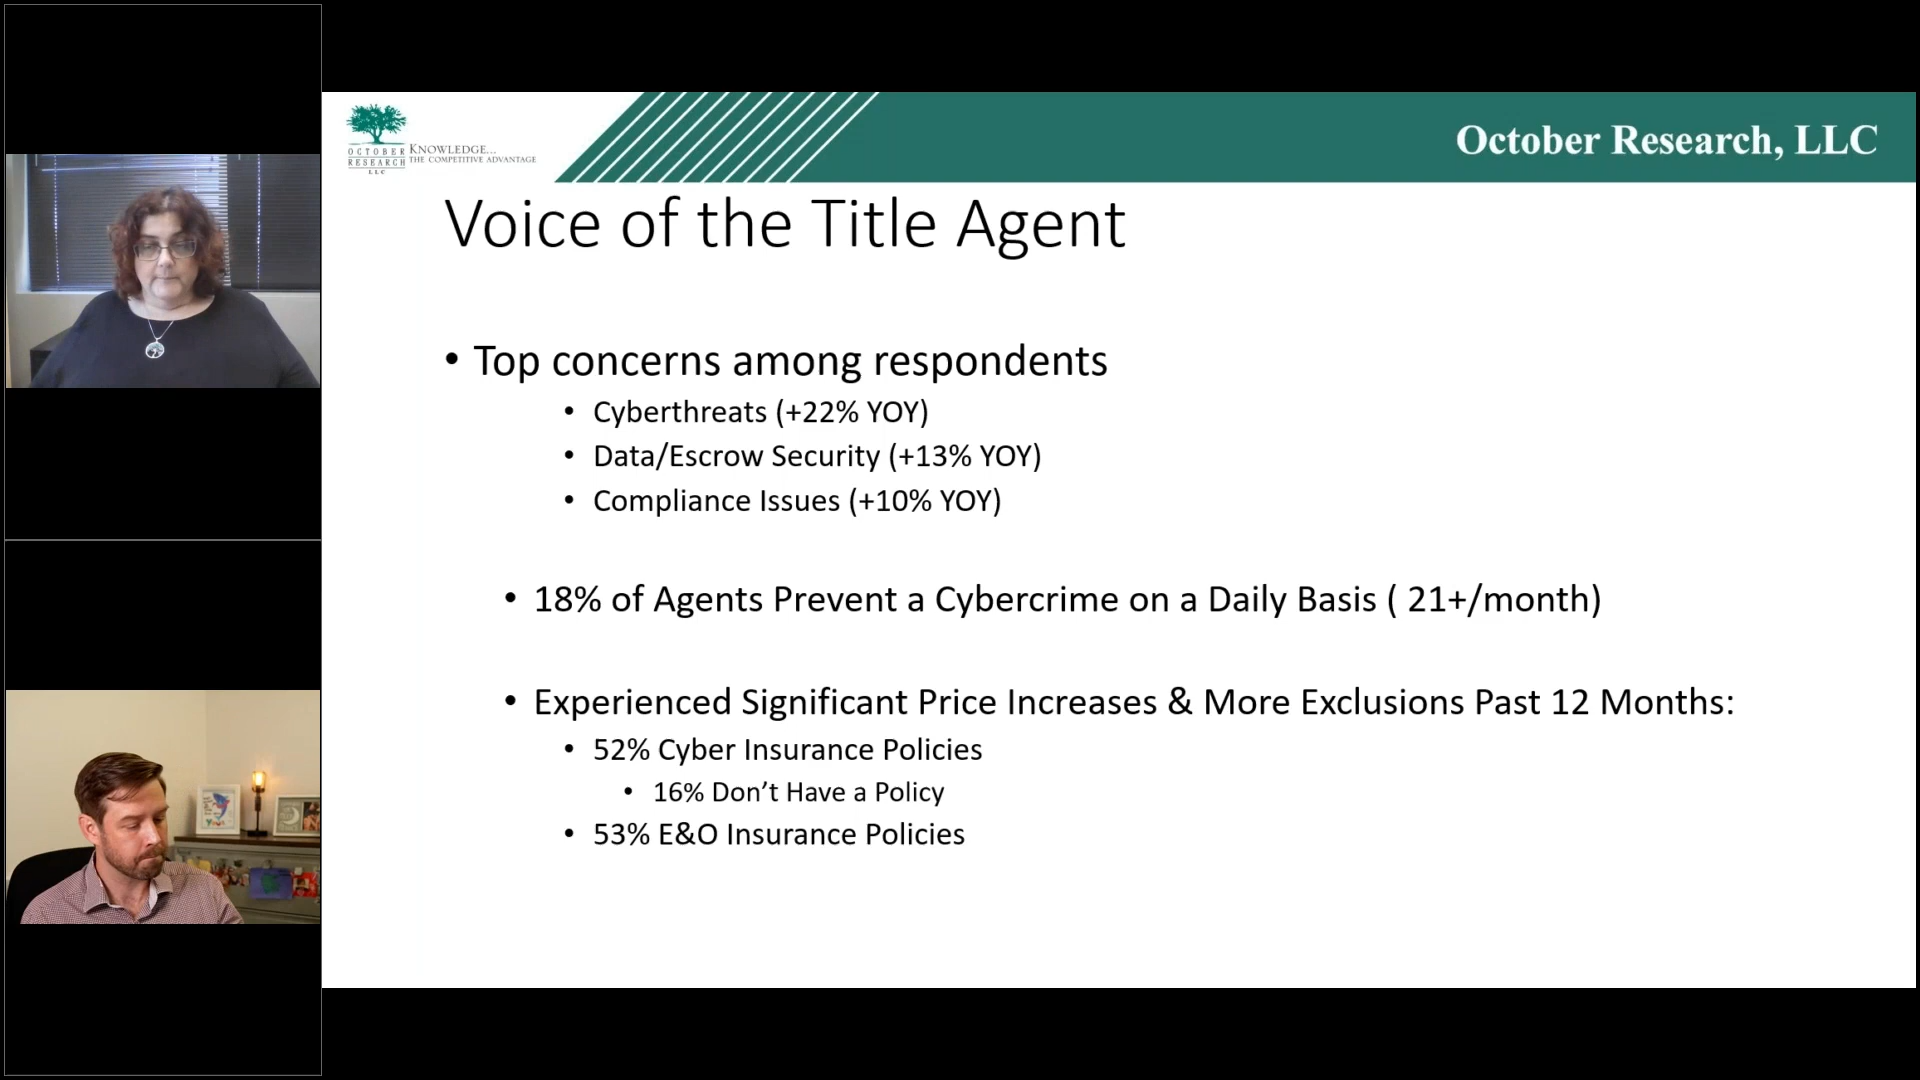 OCTOBER
RESEARCH
LLC
KNOWLEDGE...
THE COMPETITIVE ADVANTAGE
October Research, LLC
Voice of the Title Agent
• Top concerns among respondents
• Cyberthreats (+22% YOY)
• Data/Escrow Security (+13% YOY)
• Compliance Issues (+10% YOY)
• 18% of Agents Prevent a Cybercrime on a Daily Basis ( 21+/month)
• Experienced Significant Price Increases & More Exclusions Past 12 Months:
• 52% Cyber Insurance Policies
• 16% Don’t Have a Policy
• 53% E&O Insurance Policies